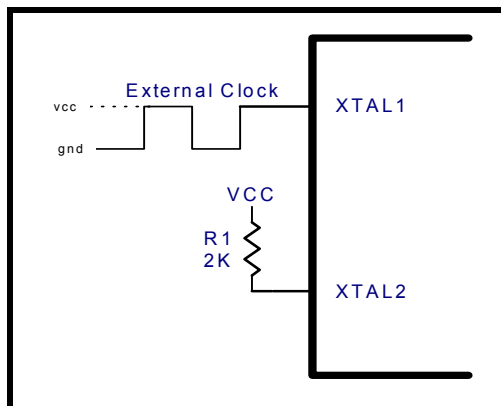 External Clock
vcc
XTAL1
gnd
VCC
R1
2K
XTAL2